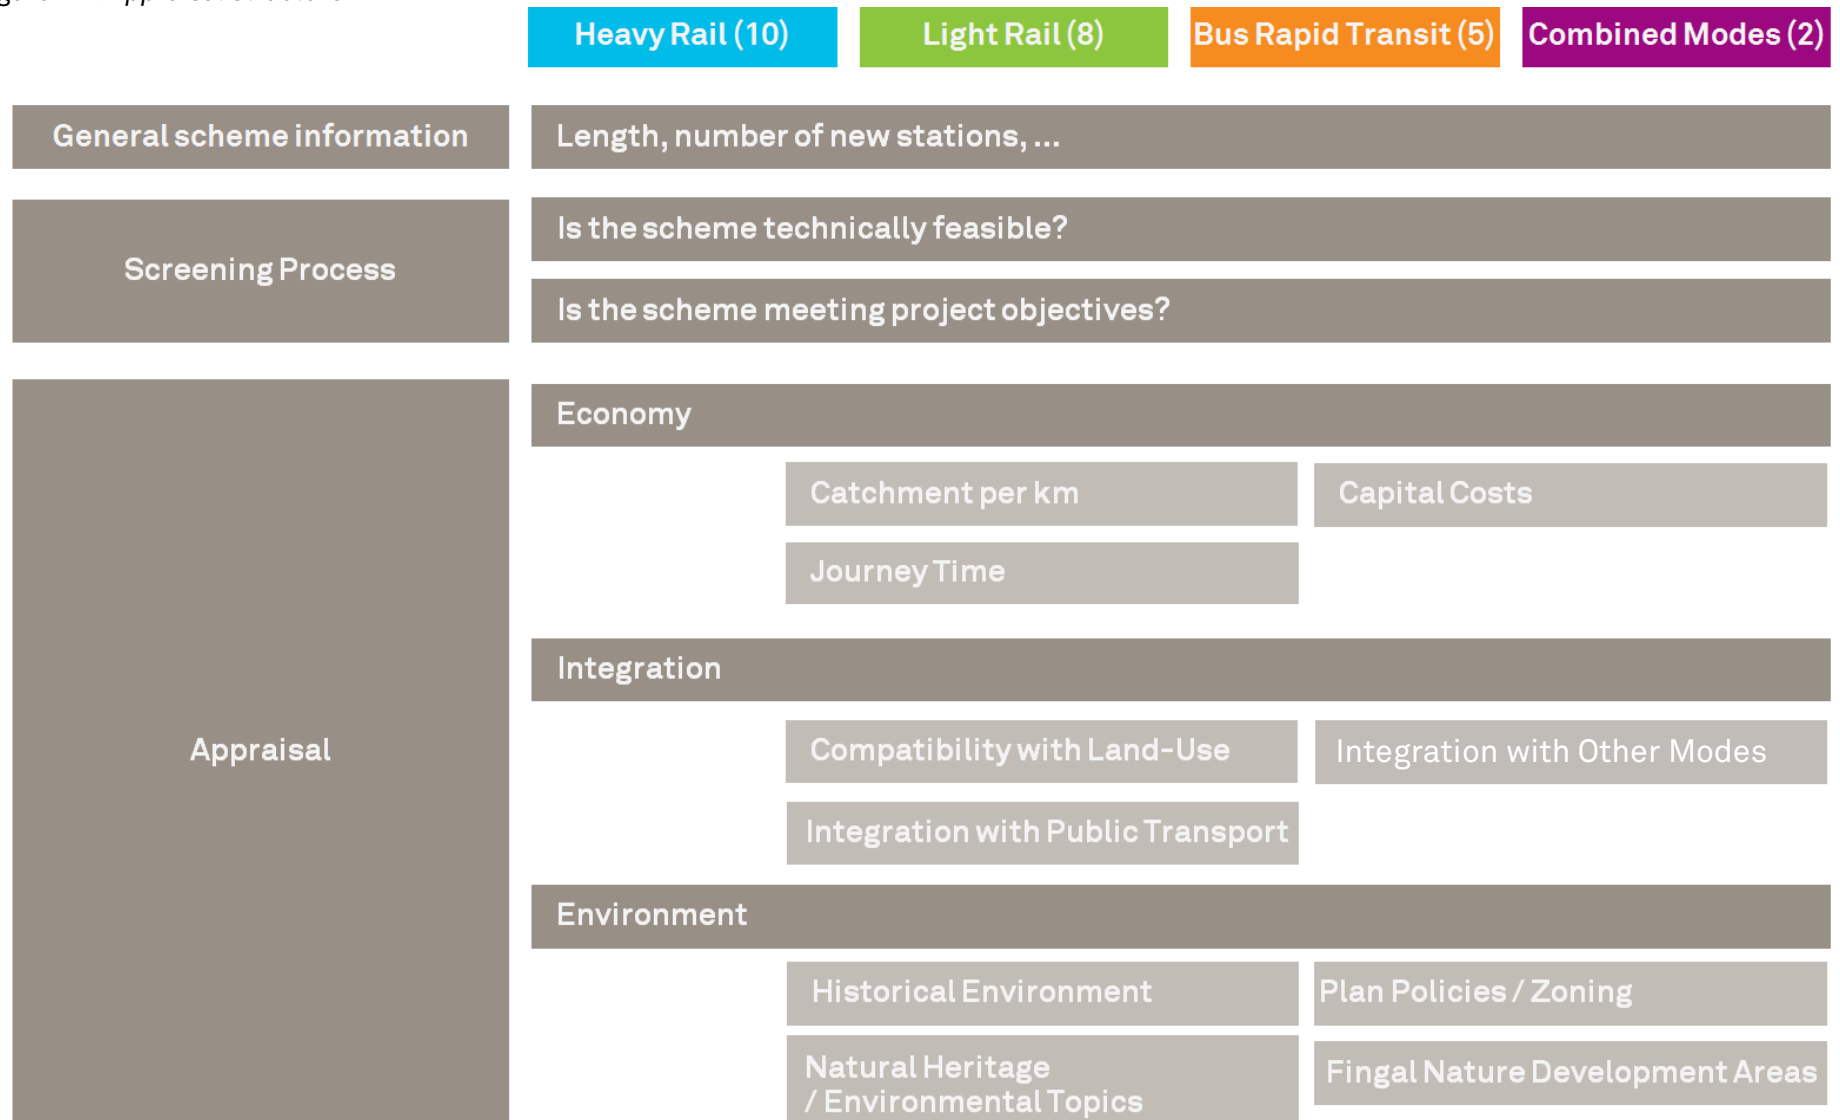 Heavy Rail (10) Light Rail (8) Bus Rapid Transit (5) Combined Modes (2)
General scheme information
Length, number of new stations, ...
Screening Process
Is the scheme technically feasible?
Is the scheme meeting project objectives?
Appraisal
Economy
Catchment per km
Capital Costs
Journey Time
Integration
Compatibility with Land-Use
Integration with Other Modes
Integration with Public Transport
Environment
Historical Environment
Plan Policies / Zoning
Natural Heritage
/ Environmental Topics
Fingal Nature Development Areas